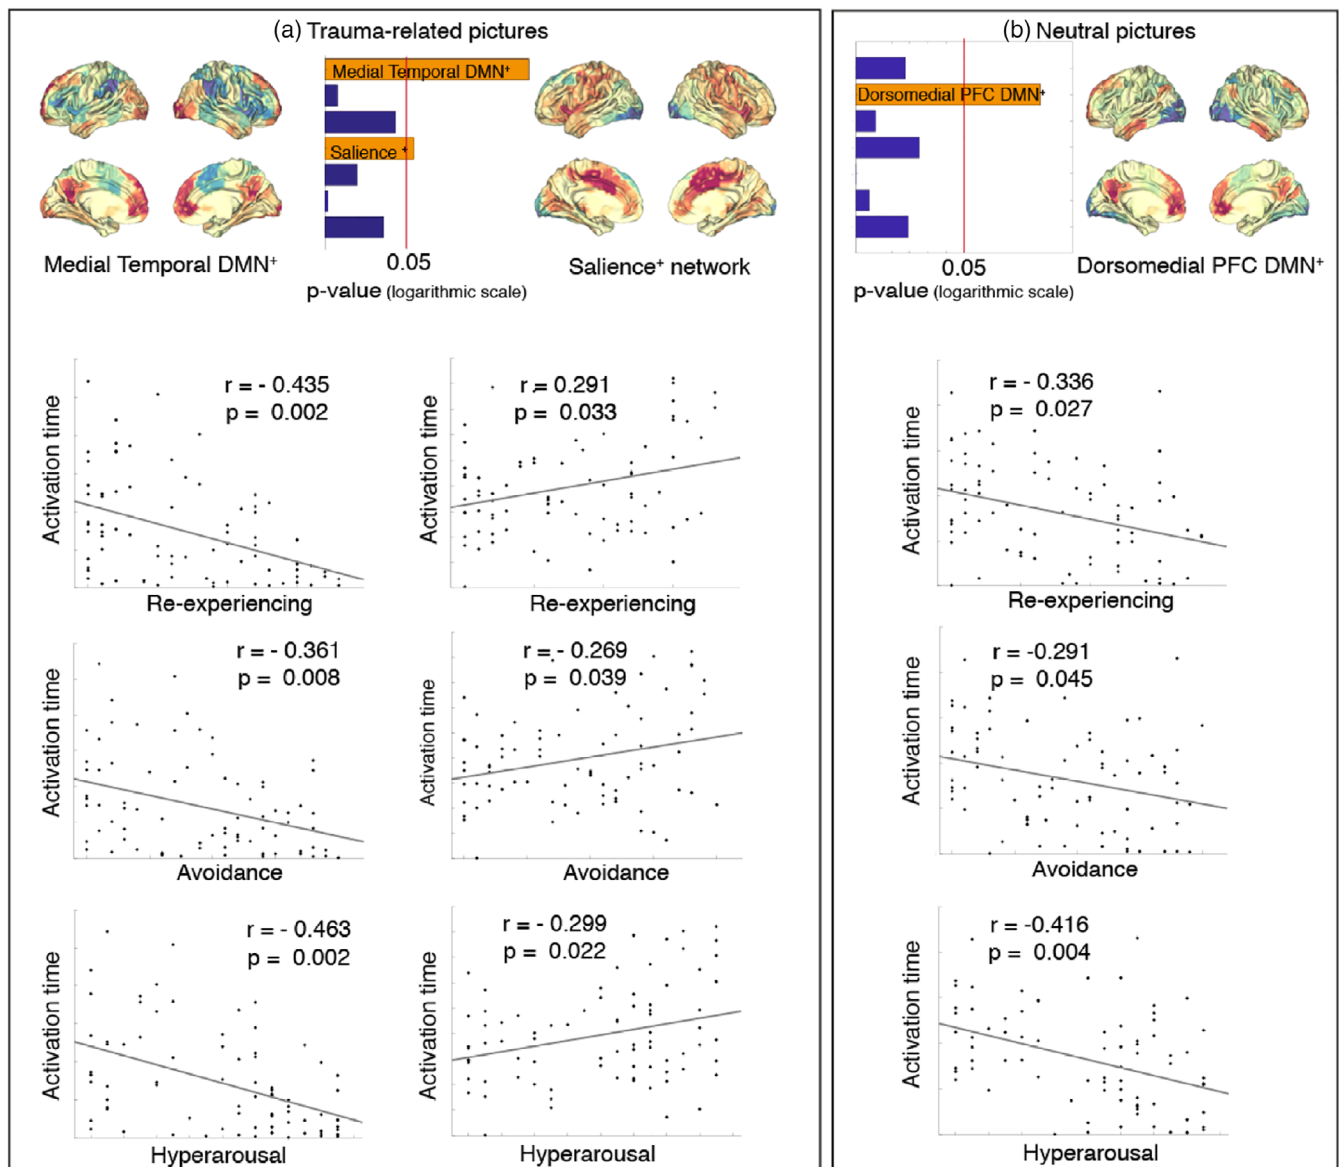 (a) Trauma-related pictures
Medial Temporal DMN+
Salience +
0.05
p-value (logarithmic scale)
Medial Temporal DMN+
Salience+ network
r = - 0.435
p = 0.002
Activation time
Re-experiencing
r = 0.291
p = 0.033
Activation time
Re-experiencing
r = - 0.361
p = 0.008
Activation time
Avoidance
r = - 0.269
p = 0.039
Activation time
Avoidance
r = - 0.463
p = 0.002
Activation time
Hyperarousal
r = - 0.299
p = 0.022
Activation time
Hyperarousal
(b) Neutral pictures
Dorsomedial PFC DMN+
0.05
p-value (logarithmic scale)
Dorsomedial PFC DMN+
r = - 0.336
p = 0.027
Activation time
Re-experiencing
r = -0.291
p = 0.045
Activation time
Avoidance
r = -0.416
p = 0.004
Activation time
Hyperarousal